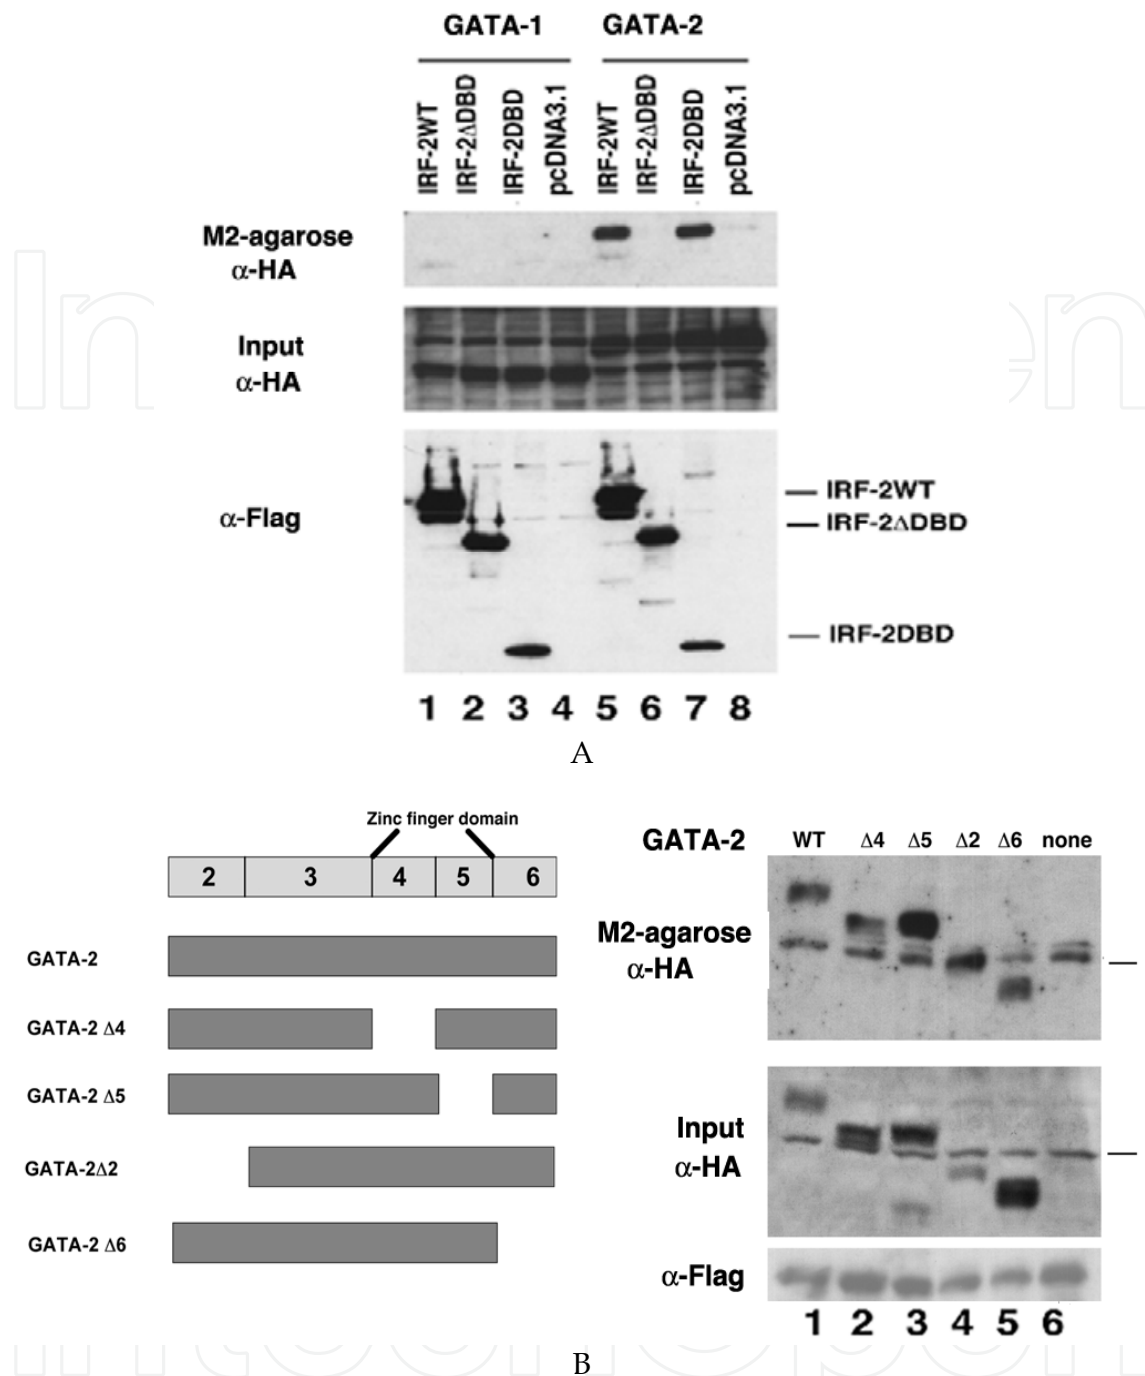 GATA-1 GATA-2
IRF-2WT
IRF-2ΔDBD
IRF-2DBD
pcDNA3.1
IRF-2WT
IRF-2ΔDBD
IRF-2DBD
pcDNA3.1
M2-agarose
α-HA
Input
α-HA
α-Flag
IRF-2WT
IRF-2ΔDBD
IRF-2DBD
1 2 3 4 5 6 7 8
A
Zinc finger domain
2 3 4 5 6
GATA-2
GATA-2 Δ4
GATA-2 Δ5
GATA-2Δ2
GATA-2 Δ6
GATA-2 WT Δ4 Δ5 Δ2 Δ6 none
M2-agarose
α-HA
Input
α-HA
α-Flag
1 2 3 4 5 6
B